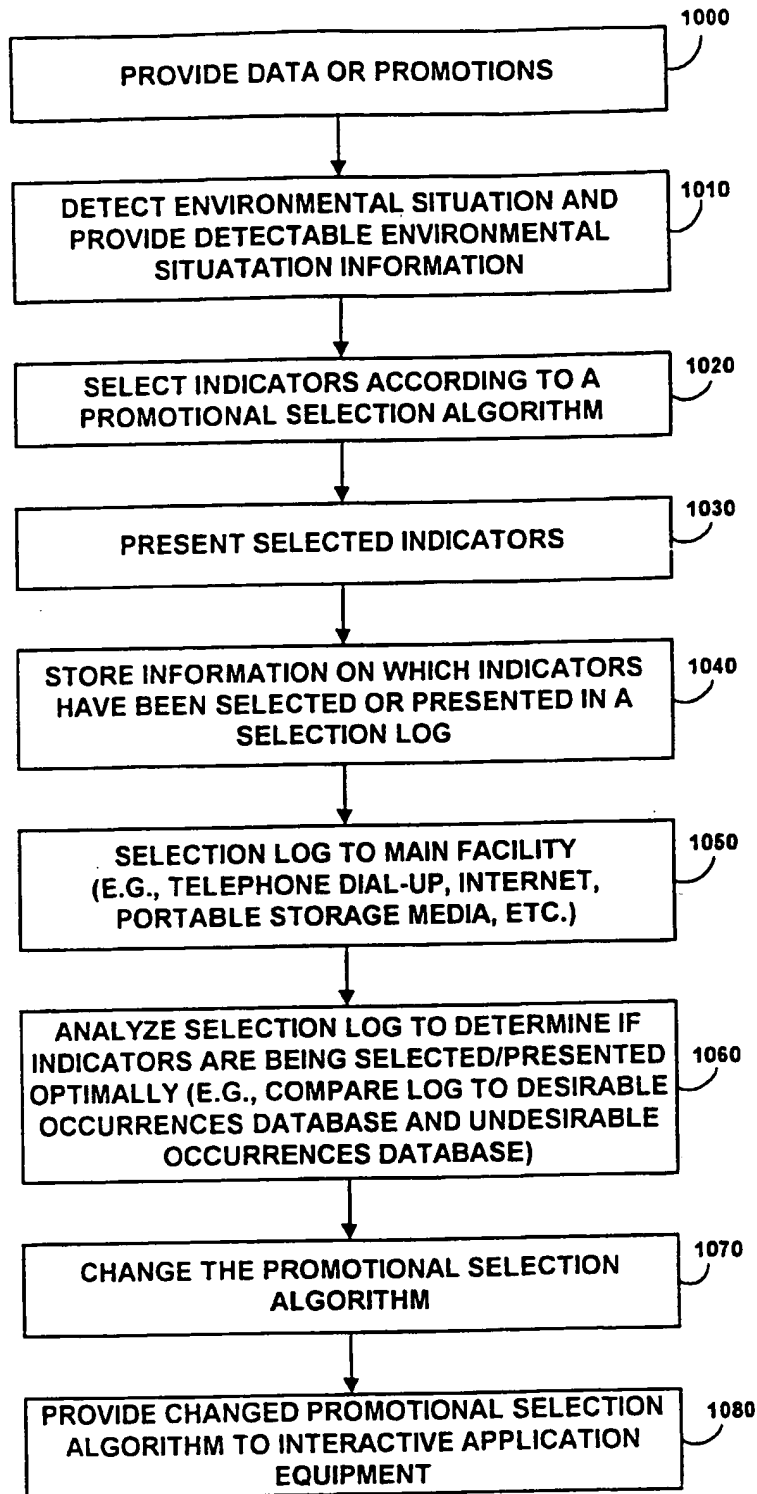 1000
PROVIDE DATA OR PROMOTIONS
1010
DETECT ENVIRONMENTAL SITUATION AND
PROVIDE DETECTABLE ENVIRONMENTAL
SITUATATION INFORMATION
1020
SELECT INDICATORS ACCORDING TO A
PROMOTIONAL SELECTION ALGORITHM
1030
PRESENT SELECTED INDICATORS
1040
STORE INFORMATION ON WHICH INDICATORS
HAVE BEEN SELECTED OR PRESENTED IN A
SELECTION LOG
1050
SELECTION LOG TO MAIN FACILITY
(E.G., TELEPHONE DIAL-UP, INTERNET,
PORTABLE STORAGE MEDIA, ETC.)
1060
ANALYZE SELECTION LOG TO DETERMINE IF
INDICATORS ARE BEING SELECTED/PRESENTED
OPTIMALLY (E.G., COMPARE LOG TO DESIRABLE
OCCURRENCES DATABASE AND UNDESIRABLE
OCCURRENCES DATABASE)
1070
CHANGE THE PROMOTIONAL SELECTION
ALGORITHM
1080
PROVIDE CHANGED PROMOTIONAL SELECTION
ALGORITHM TO INTERACTIVE APPLICATION
EQUIPMENT